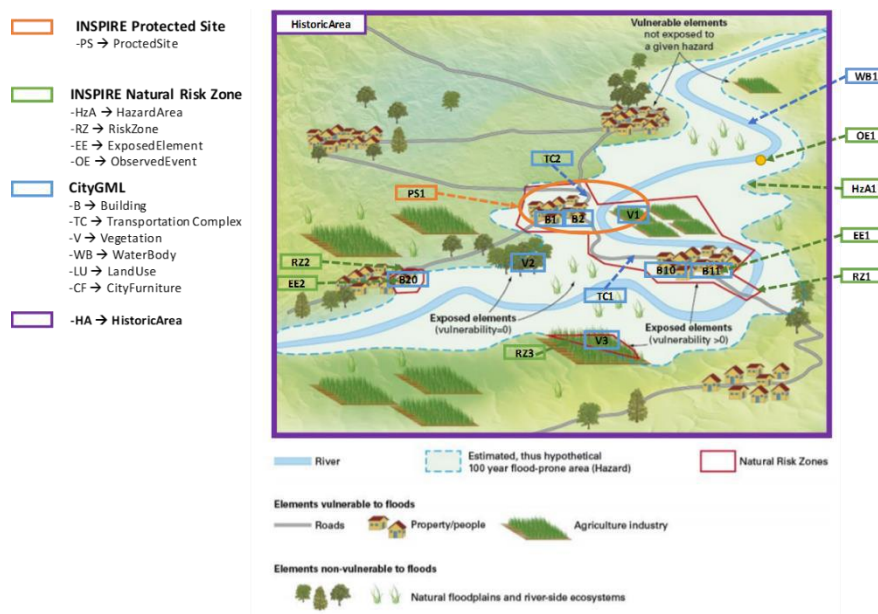 INSPIRE Protected Site
-PS → ProctedSite
INSPIRE Natural Risk Zone
-HzA → HazardArea
-RZ → RiskZone
-EE → ExposedElement
-OE → ObservedEvent
CityGML
-B → Building
-TC → Transportation Complex
-V → Vegetation
-WB → WaterBody
-LU → LandUse
-CF → CityFurniture
-HA → HistoricArea
HistoricArea
Vulnerable elements
not exposed to
a given hazard
WB1
OE1
TC2
HzA1
PS1
B1
B2
V1
EE1
RZ2
V2
B10
B11
EE2
B20
RZ1
TC1
Exposed elements
(vulnerability=0)
Exposed elements
(vulnerability >0)
V3
RZ3
River
Estimated, thus hypothetical
100 year flood-prone area (Hazard)
Natural Risk Zones
Elements vulnerable to floods
Roads
Property/people
Agriculture industry
Elements non-vulnerable to floods
Natural floodplains and river-side ecosystems